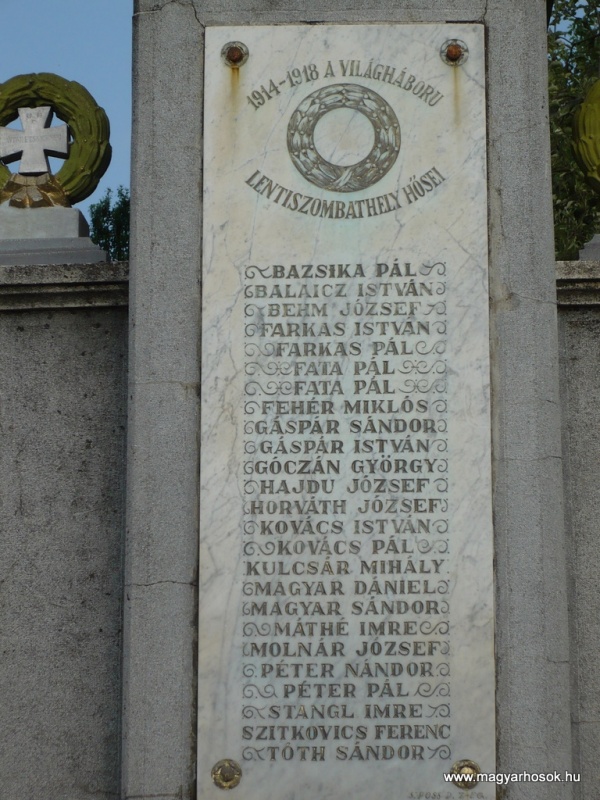 1914-1918 A VILÁGHÁBORU
LENTISZOMBATHELY HŐSEI
BAZSIKA PÁL
BALAICZ ISTVÁN
BEHM JÓZSEF
FARKAS ISTVÁN
FARKAS PÁL
FATA PÁL
FATA PÁL
FEHÉR MIKLÓS
GÁSPÁR SÁNDOR
GÁSPÁR ISTVÁN
GÓCZÁN GYÖRGY
HAJDU JÓZSEF
HORVÁTH JÓZSEF
KOVÁCS ISTVÁN
KOVÁCS PÁL
KULCSÁR MIHÁLY
MAGYAR DÁNIEL
MAGYAR SÁNDOR
MÁTHÉ IMRE
MOLNÁR JÓZSEF
PÉTER NÁNDOR
PÉTER PÁL
STANGL IMRE
SZITKOVICS FERENC
TÓTH SÁNDOR
www.magyarhosok.hu